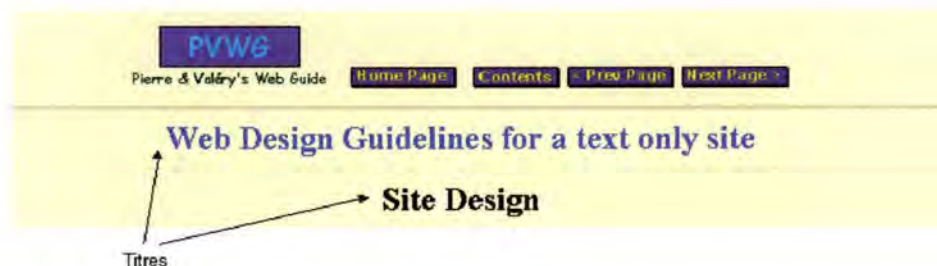 PVWG
Pierre & Valéry's Web Guide
Home Page Contents < Prev Page Next Page >
Web Design Guidelines for a text only site
Site Design
Titres